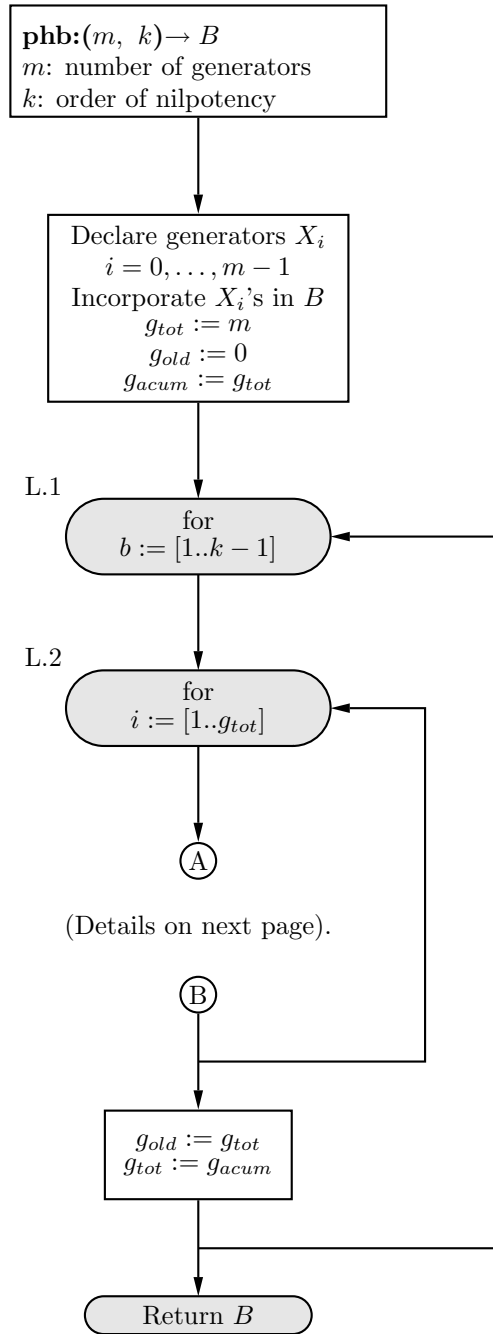 phb:(m, k)→ B
m: number of generators
k: order of nilpotency
Declare generators X_i
i = 0, . . . , m − 1
Incorporate X_i's in B
g_tot := m
g_old := 0
g_acum := g_tot
L.1
for
b := [1..k − 1]
L.2
for
i := [1..g_tot]
A
(Details on next page).
B
g_old := g_tot
g_tot := g_acum
Return B